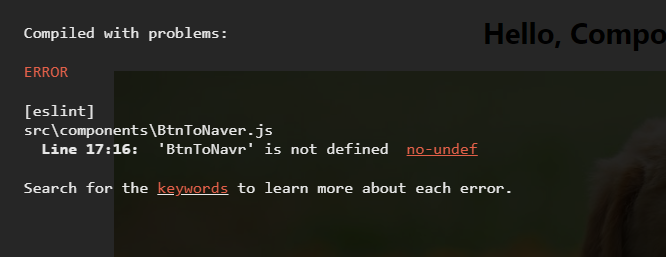 Hello, Compo
Compiled with problems:
ERROR
[eslint]
src\components\BtnToNaver.js
Line 17:16: 'BtnToNavr' is not defined no-undef
Search for the keywords to learn more about each error.